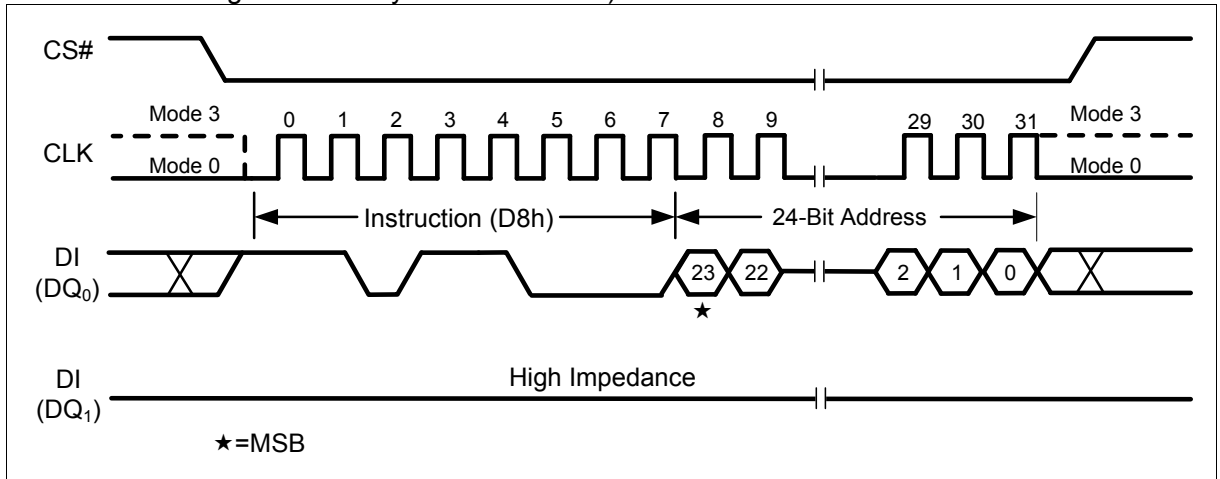 CS#
Mode 3 0 1 2 3 4 5 6 7 8 9 29 30 31 Mode 3
CLK
Mode 0 Mode 0
Instruction (D8h) 24-Bit Address
DI
(DQ0) 23 22 2 1 0
★
DI High Impedance
(DQ1)
★=MSB